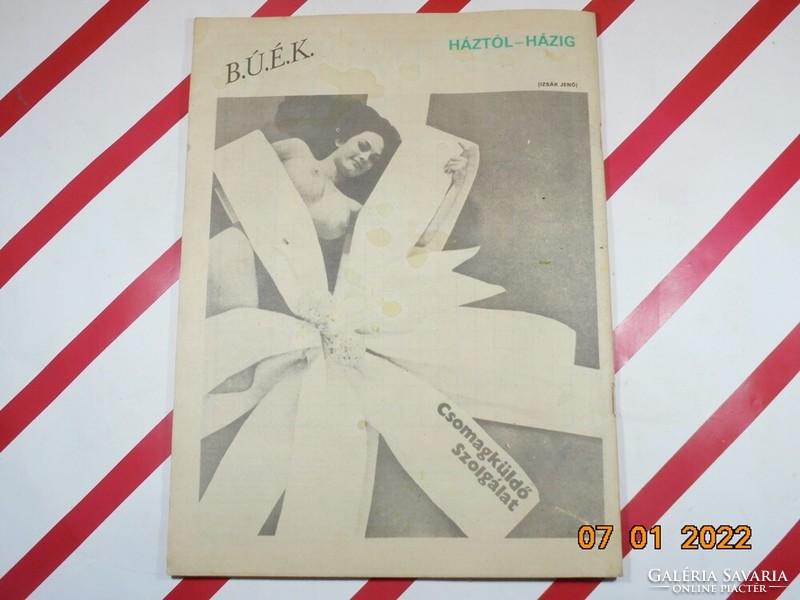 B.Ú.É.K.
HÁZTÓL–HÁZIG
(IZSÁK JENŐ)
Csomagküldő
Szolgálat
07 01 2022
GALÉRIA SAVARIA
ONLINE PIACTÉR